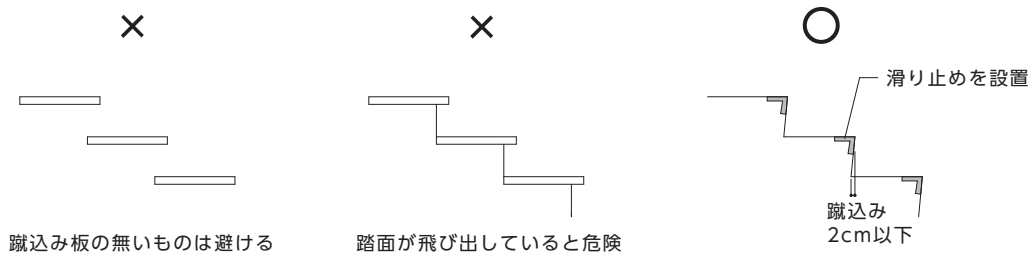 × × ○
滑り止めを設置
蹴込み
2cm以下
蹴込み板の無いものは避ける
踏面が飛び出していると危険